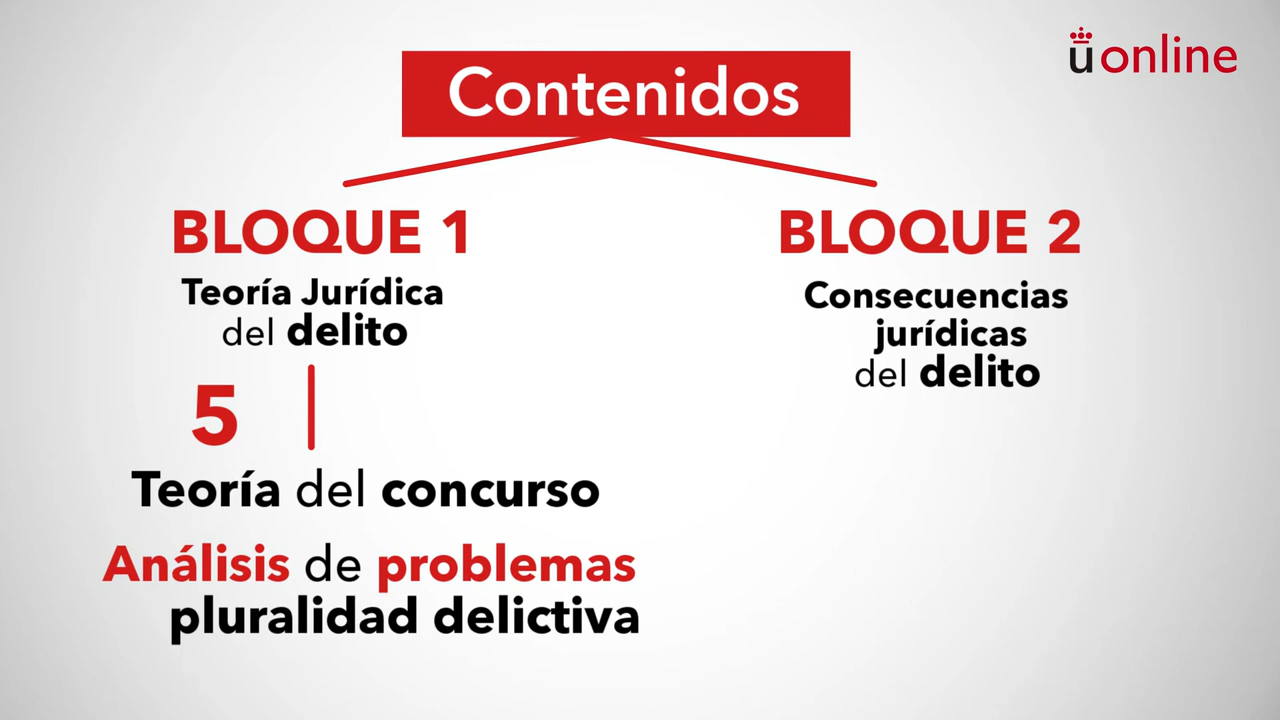 Contenidos
ü online
BLOQUE 1
Teoría Jurídica
del delito
5
Teoría del concurso
Análisis de problemas
pluralidad delictiva
BLOQUE 2
Consecuencias
jurídicas
del delito